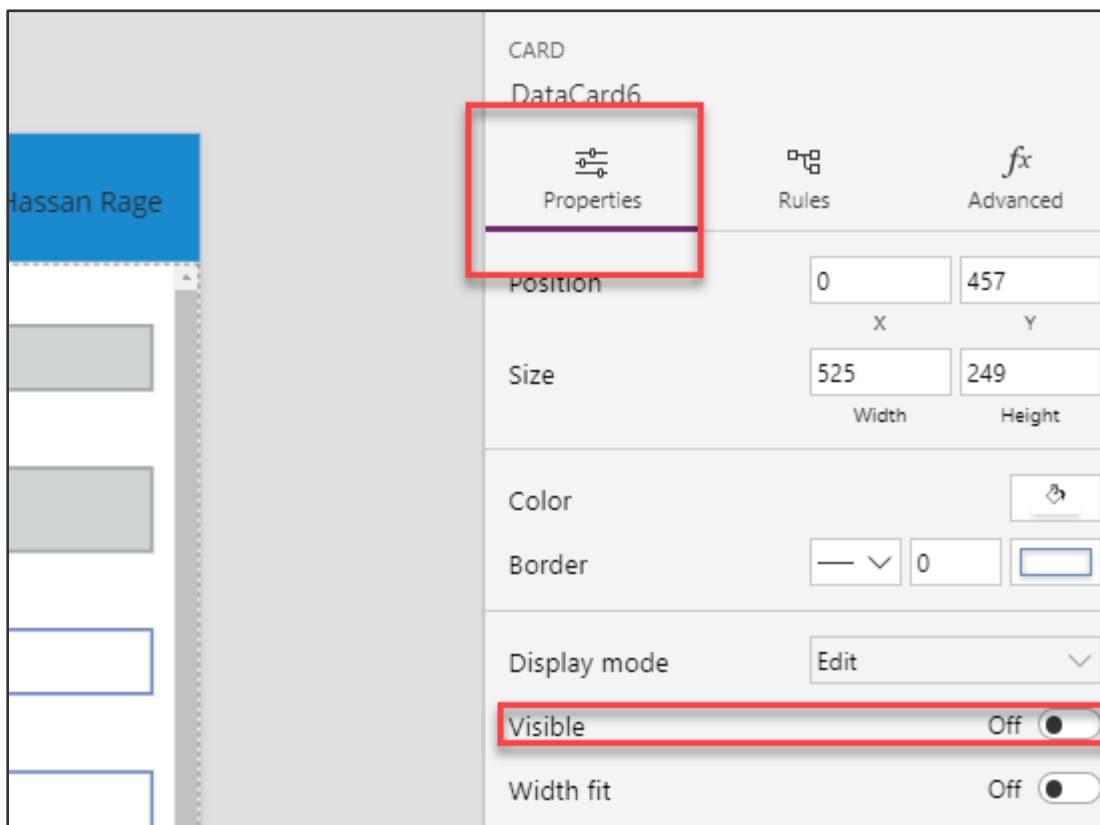 CARD
DataCard6
Hassan Rage
Properties Rules fx Advanced
Position 0 457
X Y
Size 525 249
Width Height
Color
Border 0
Display mode Edit
Visible Off
Width fit Off